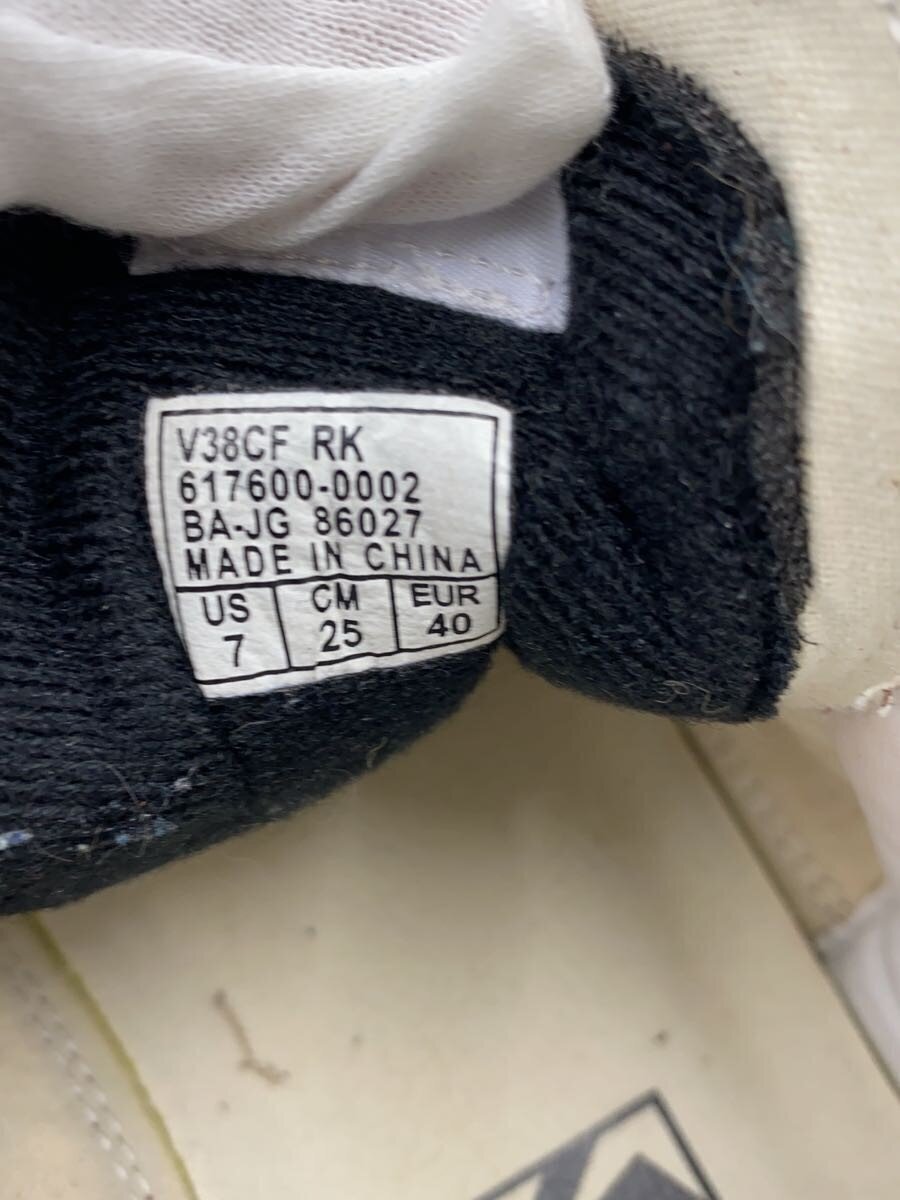 V38CF RK
617600-0002
BA-JG 86027
MADE IN CHINA
US CM EUR
7 25 40